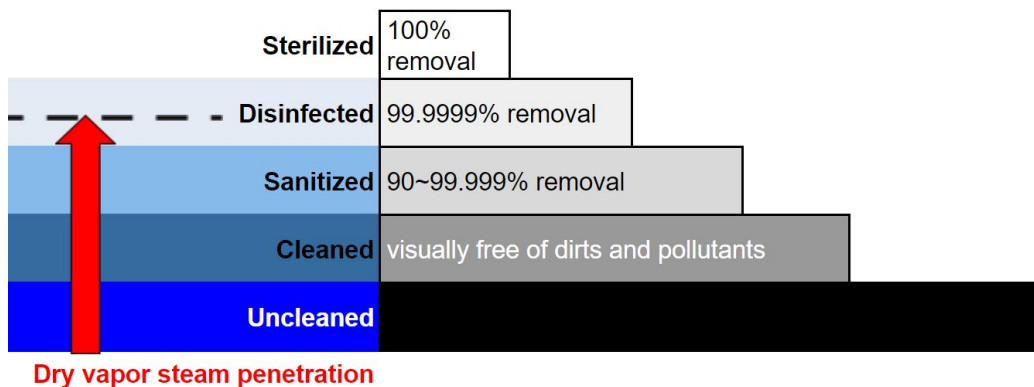 Sterilized 100%
removal
Disinfected 99.9999% removal
Sanitized 90~99.999% removal
Cleaned visually free of dirts and pollutants
Uncleaned
Dry vapor steam penetration